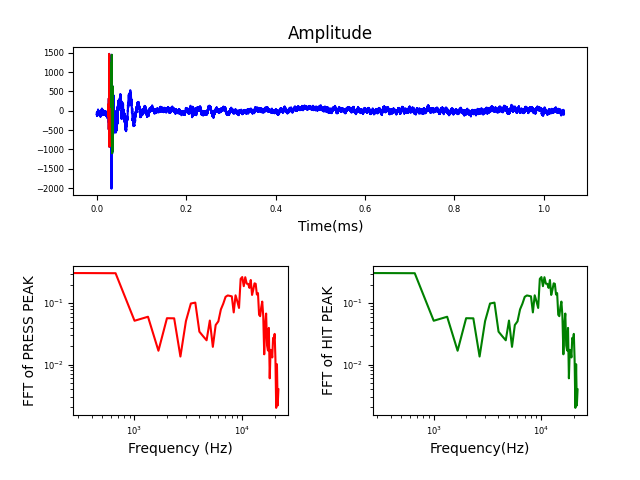 Amplitude
1500
1000
500
0
−500
−1000
−1500
−2000
0.0 0.2 0.4 0.6 0.8 1.0
Time(ms)
FFT of PRESS PEAK
10⁻¹
10⁻²
10³ 10⁴
Frequency (Hz)
FFT of HIT PEAK
10⁻¹
10⁻²
10³ 10⁴
Frequency(Hz)